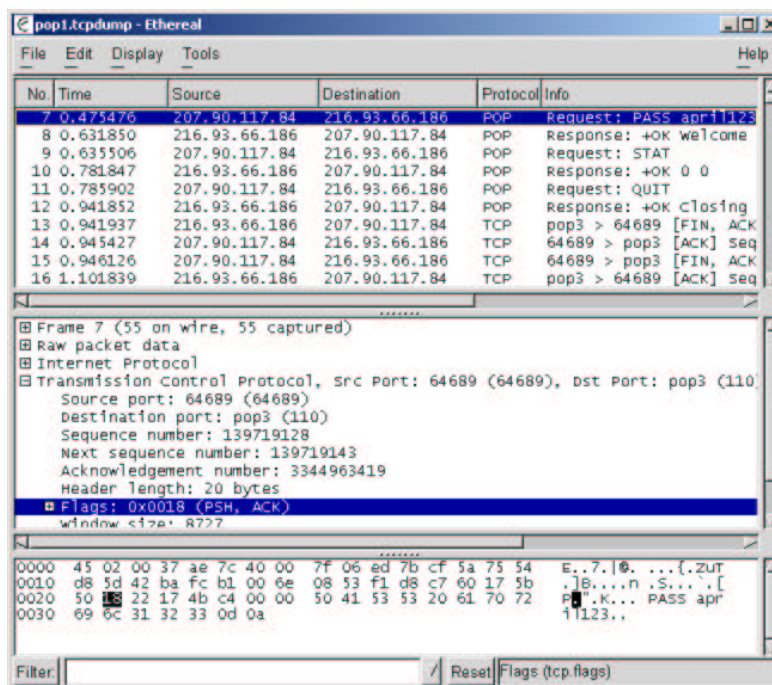 pop1.tcpdump - Ethereal
File Edit Display Tools Help
No. Time Source Destination Protocol Info
7 0.475476 207.90.117.84 216.93.66.186 POP Request: PASS april123
8 0.631850 216.93.66.186 207.90.117.84 POP Response: +OK Welcome
9 0.635506 207.90.117.84 216.93.66.186 POP Request: STAT
10 0.781847 216.93.66.186 207.90.117.84 POP Response: +OK 0 0
11 0.785902 207.90.117.84 216.93.66.186 POP Request: QUIT
12 0.941852 216.93.66.186 207.90.117.84 POP Response: +OK Closing
13 0.941937 216.93.66.186 207.90.117.84 TCP pop3 > 64689 [FIN, ACK
14 0.945427 207.90.117.84 216.93.66.186 TCP 64689 > pop3 [ACK] Seq
15 0.946126 207.90.117.84 216.93.66.186 TCP 64689 > pop3 [FIN, ACK
16 1.101839 216.93.66.186 207.90.117.84 TCP pop3 > 64689 [ACK] Seq
Frame 7 (55 on wire, 55 captured)
Raw packet data
Internet Protocol
Transmission Control Protocol, Src Port: 64689 (64689), Dst Port: pop3 (110)
Source port: 64689 (64689)
Destination port: pop3 (110)
Sequence number: 139719128
Next sequence number: 139719143
Acknowledgement number: 3344963419
Header length: 20 bytes
Flags: 0x0018 (PSH, ACK)
Window size: 8727
0000 45 02 00 37 ae 7c 40 00 7f 06 ed 7b cf 5a 75 54 E..7.|@. ...{.ZuT
0010 d8 5d 42 ba fc b1 00 6e 08 53 f1 d8 c7 60 17 5b .]B....n .S...`.[
0020 50 18 22 17 4b c4 00 00 50 41 53 53 20 61 70 72 P.".K... PASS apr
0030 69 6c 31 32 33 0d 0a il123..
Filter: / Reset Flags (tcp.flags)